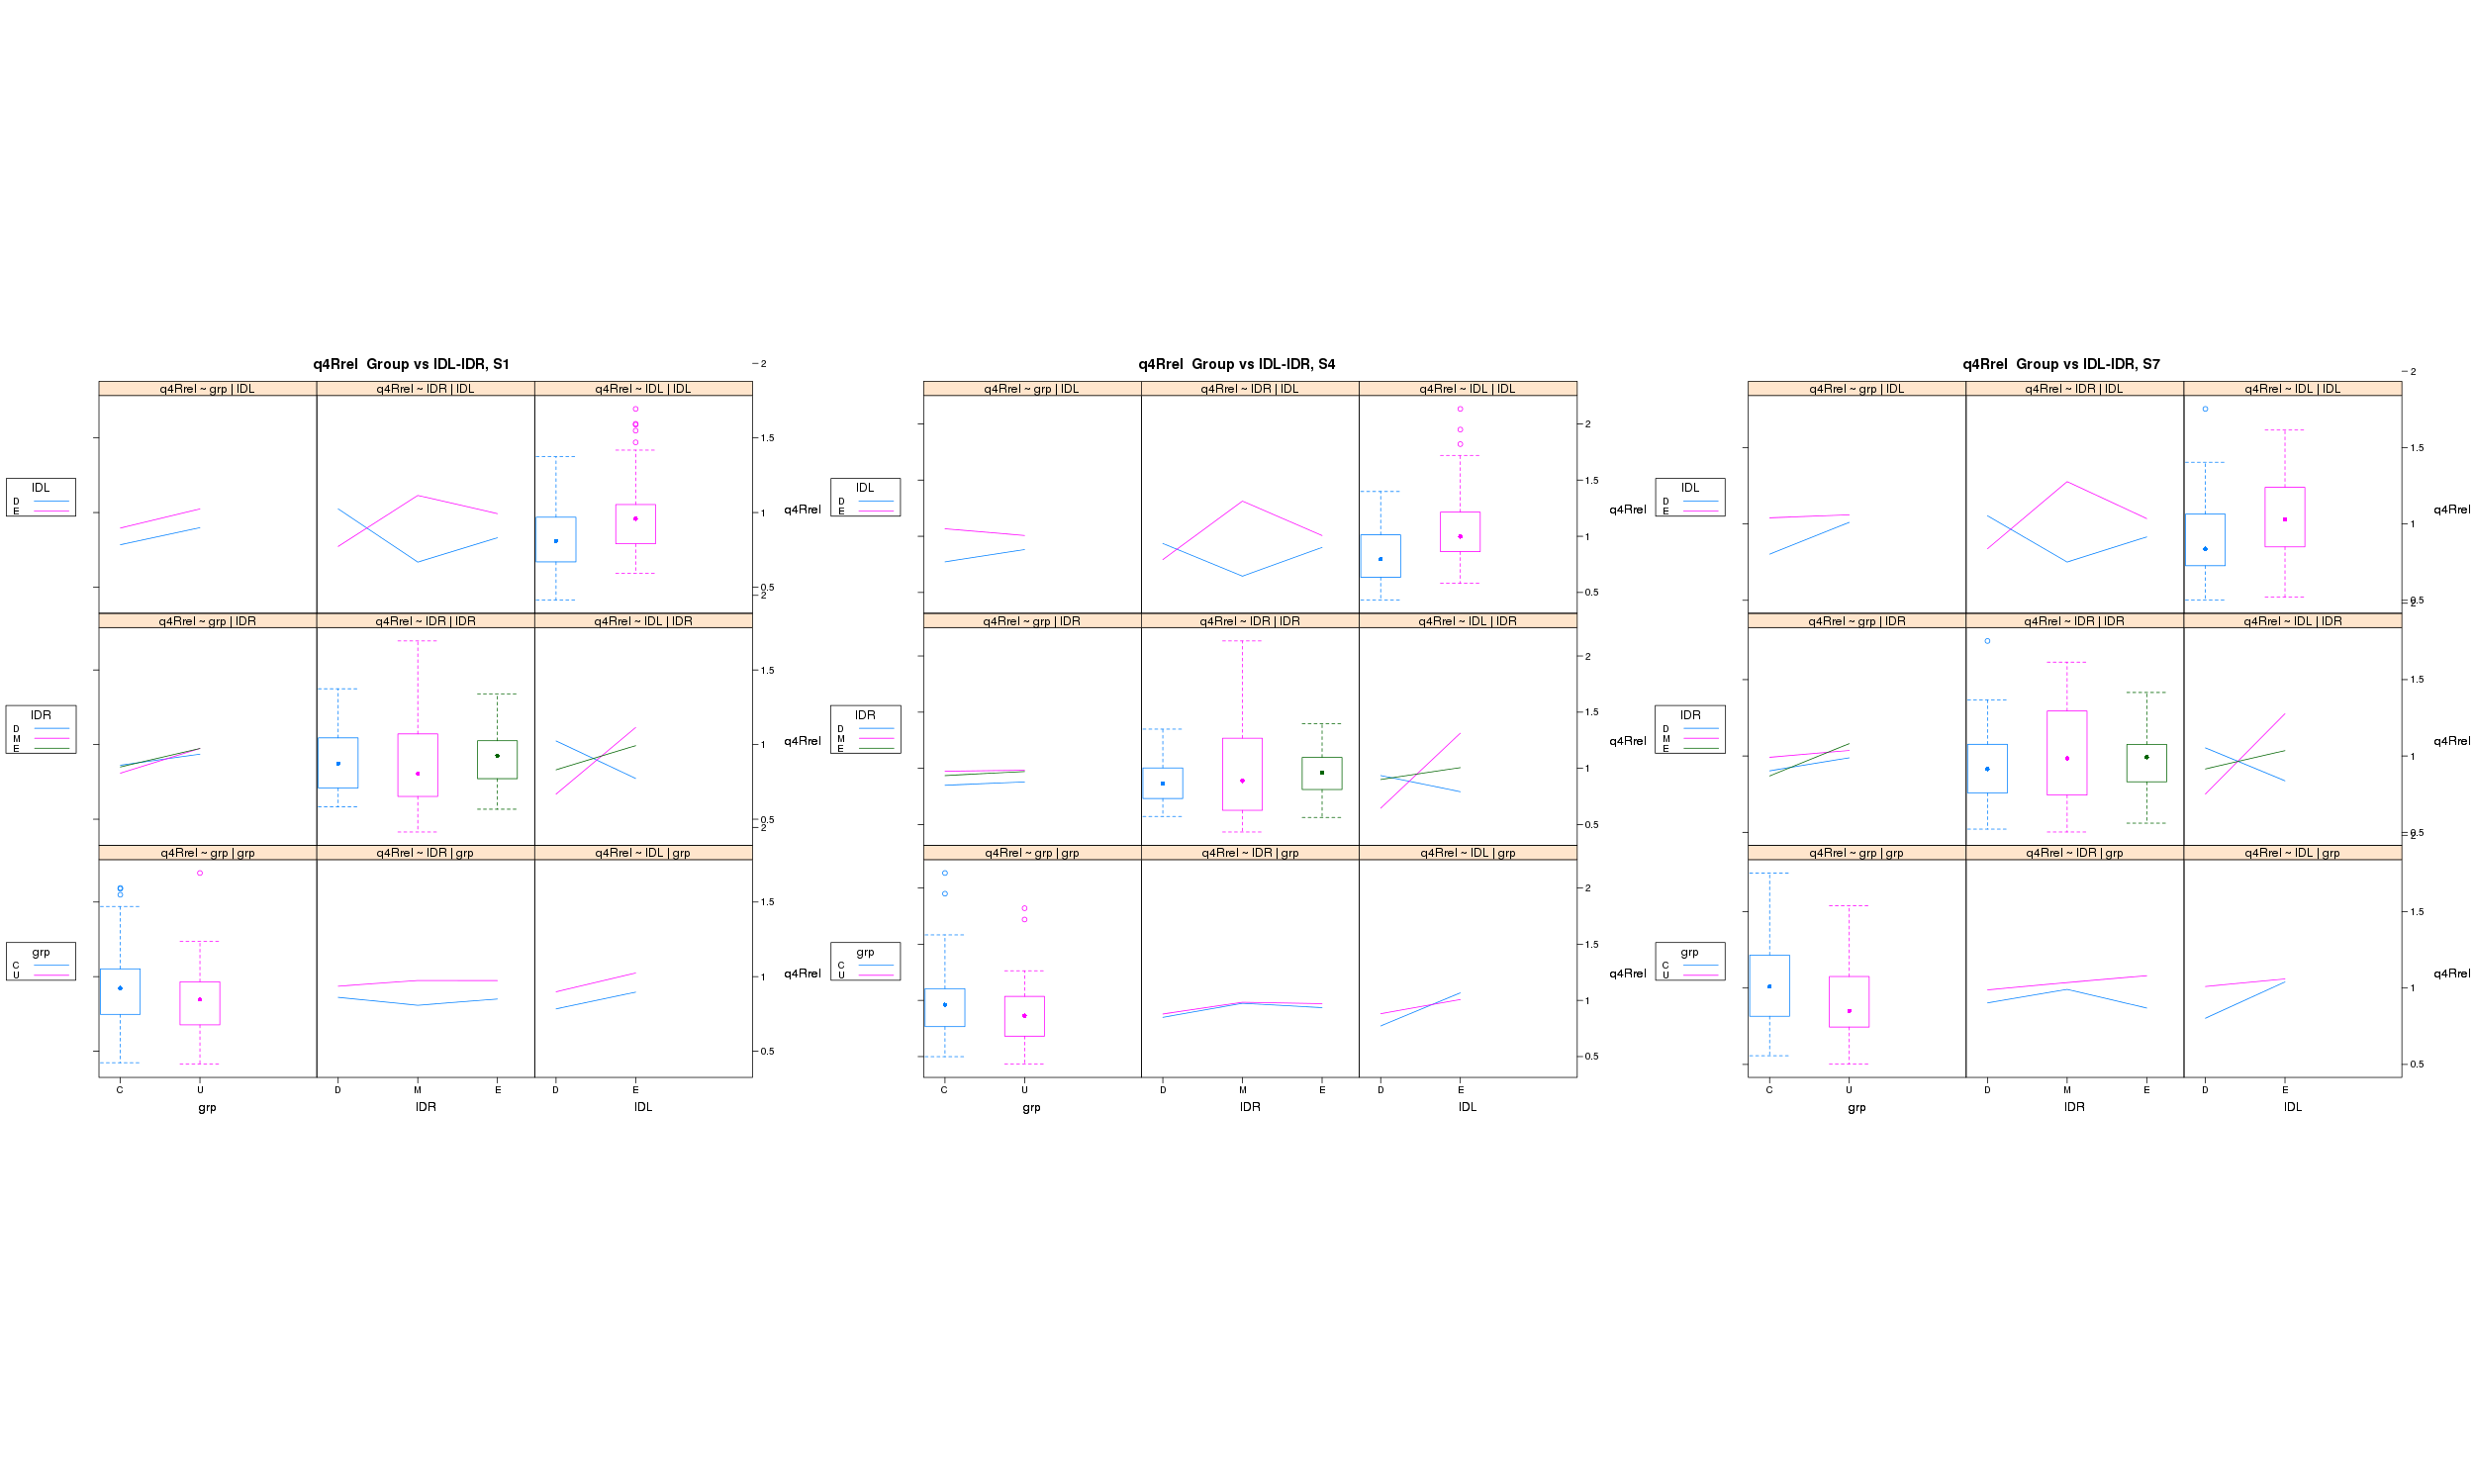 q4Rrel  Group vs IDL-IDR, S1
q4Rrel ~ grp | IDL
q4Rrel ~ IDR | IDL
q4Rrel ~ IDL | IDL
2
1.5
1
0.5
IDL
D
E
q4Rrel
q4Rrel ~ grp | IDR
q4Rrel ~ IDR | IDR
q4Rrel ~ IDL | IDR
2
1.5
1
0.5
IDR
D
M
E
q4Rrel
q4Rrel ~ grp | grp
q4Rrel ~ IDR | grp
q4Rrel ~ IDL | grp
2
1.5
1
0.5
grp
C
U
q4Rrel
C U D M E D E
grp IDR IDL
q4Rrel  Group vs IDL-IDR, S4
q4Rrel ~ grp | IDL
q4Rrel ~ IDR | IDL
q4Rrel ~ IDL | IDL
2
1.5
1
0.5
IDL
D
E
q4Rrel
q4Rrel ~ grp | IDR
q4Rrel ~ IDR | IDR
q4Rrel ~ IDL | IDR
2
1.5
1
0.5
IDR
D
M
E
q4Rrel
q4Rrel ~ grp | grp
q4Rrel ~ IDR | grp
q4Rrel ~ IDL | grp
2
1.5
1
0.5
grp
C
U
q4Rrel
C U D M E D E
grp IDR IDL
q4Rrel  Group vs IDL-IDR, S7
q4Rrel ~ grp | IDL
q4Rrel ~ IDR | IDL
q4Rrel ~ IDL | IDL
2
1.5
1
0.5
IDL
D
E
q4Rrel
q4Rrel ~ grp | IDR
q4Rrel ~ IDR | IDR
q4Rrel ~ IDL | IDR
2
1.5
1
0.5
IDR
D
M
E
q4Rrel
q4Rrel ~ grp | grp
q4Rrel ~ IDR | grp
q4Rrel ~ IDL | grp
2
1.5
1
0.5
grp
C
U
q4Rrel
C U D M E D E
grp IDR IDL